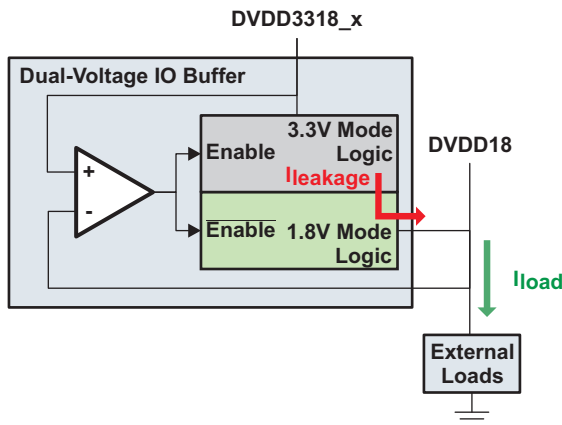 DVDD3318_x
Dual-Voltage IO Buffer
3.3V Mode
Logic
Enable
Ileakage
DVDD18
+
-
Enable
1.8V Mode
Logic
Iload
External
Loads